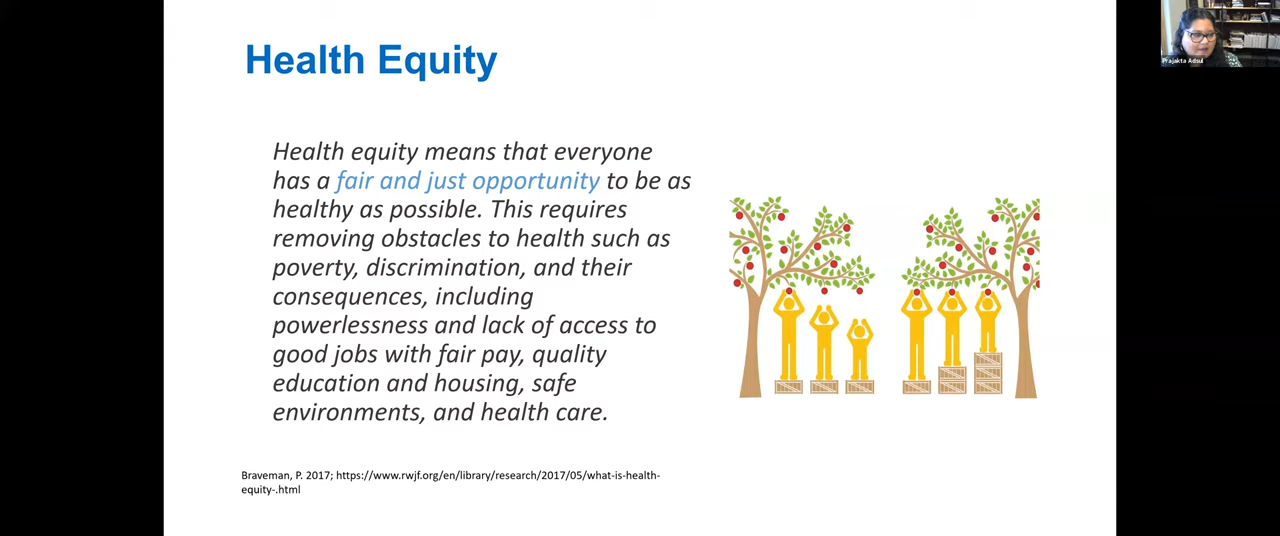 Health Equity
Prajakta Adsul
Health equity means that everyone
has a fair and just opportunity to be as
healthy as possible. This requires
removing obstacles to health such as
poverty, discrimination, and their
consequences, including
powerlessness and lack of access to
good jobs with fair pay, quality
education and housing, safe
environments, and health care.
Braveman, P. 2017; https://www.rwjf.org/en/library/research/2017/05/what-is-health-
equity-.html